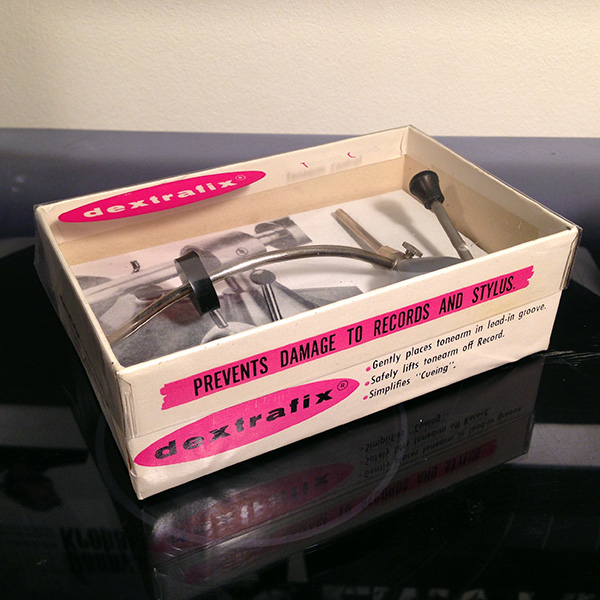 dextrafix®
PREVENTS DAMAGE TO RECORDS AND STYLUS.
• Gently places tonearm in lead-in groove.
• Safely lifts tonearm off Record.
• Simplifies "Cueing".
dextrafix®